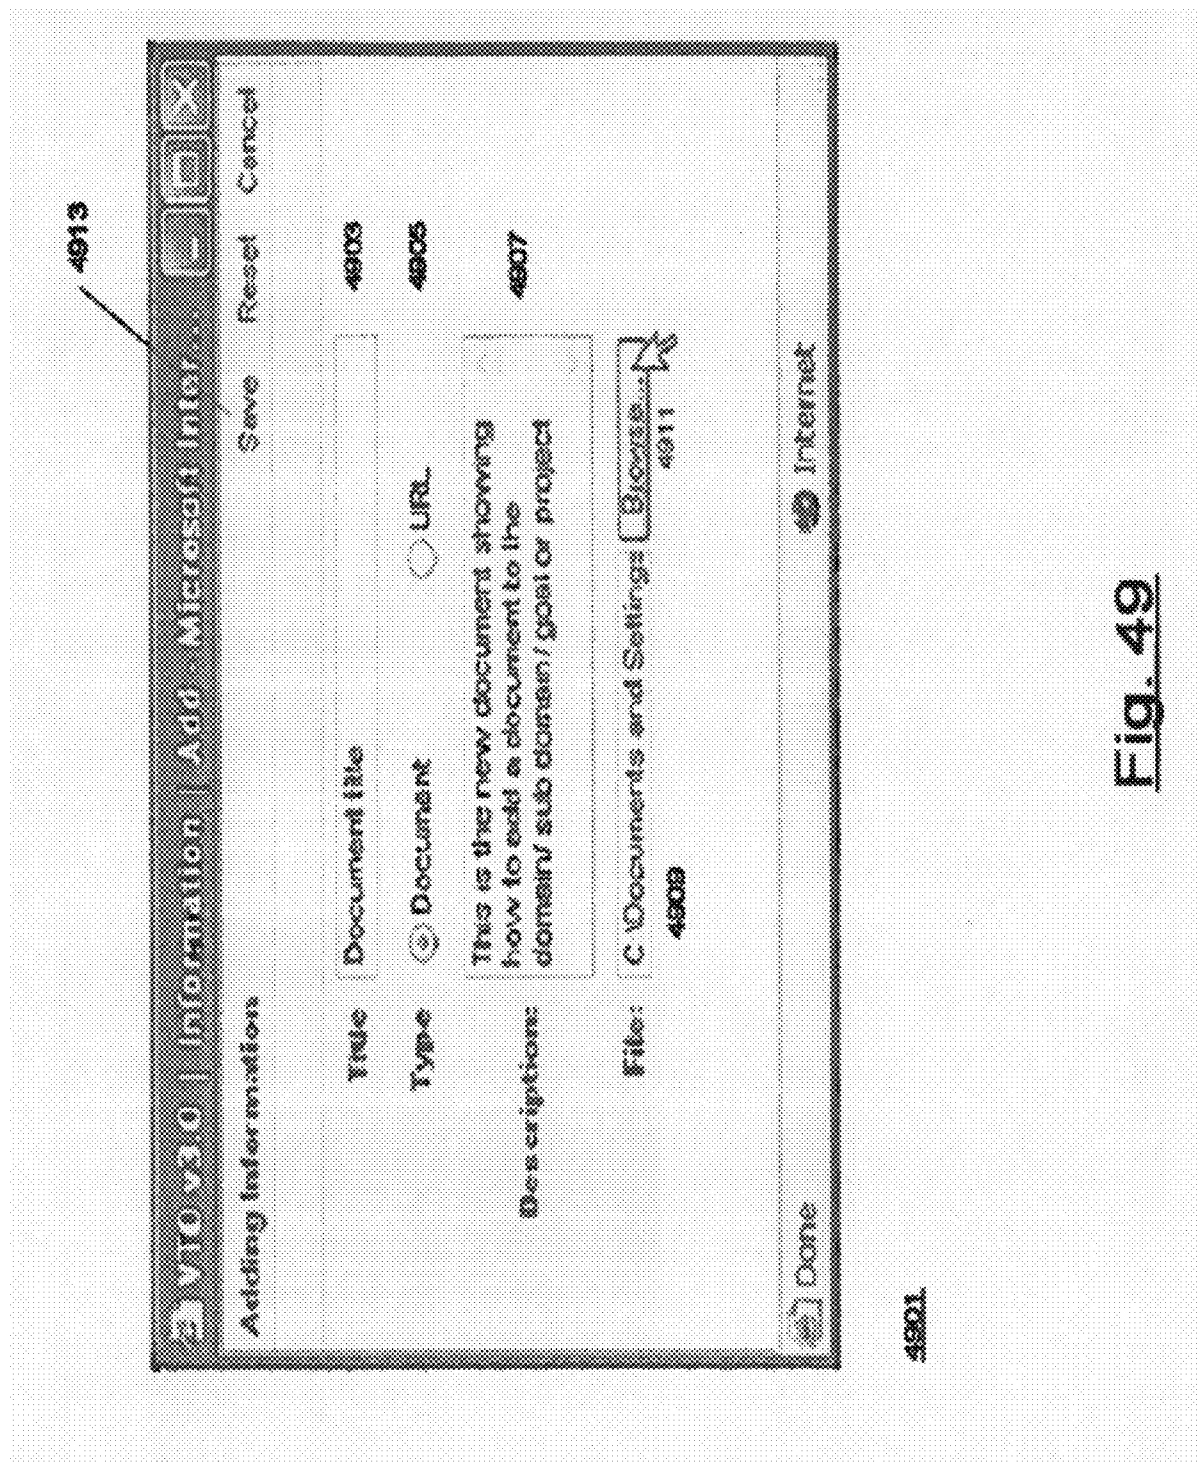 4913
V10 v3.0 | Information | Add - Microsoft Inter...
Adding Information
Save Reset Cancel
Title Document title 4903
Type Document URL 4905
Description: This is the new document showing
how to add a document to the
domain/ sub domain / goal or project
4907
File: C:\Documents and Settings Browse...
4909 4911
Done Internet
4901
Fig. 49